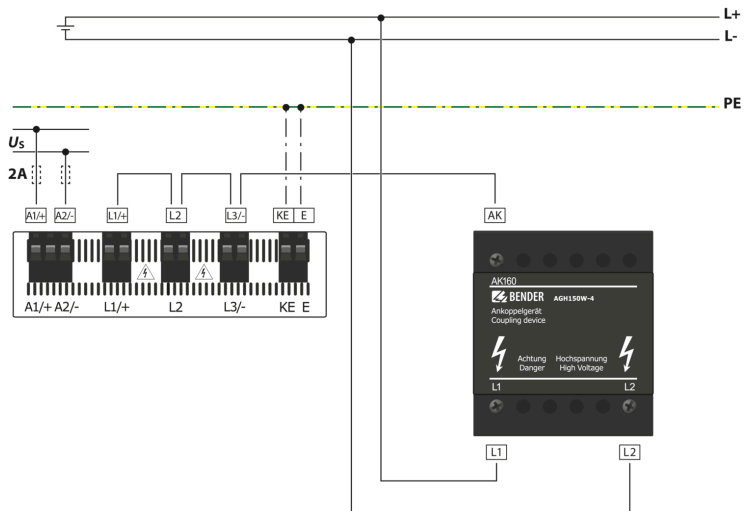 L+
L-
PE
US
2A
A1/+ A2/- L1/+ L2 L3/- KE E AK
AK160
BENDER AGH150W-4
Ankoppelgerät
Coupling device
A1/+ A2/- L1/+ L2 L3/- KE E
Achtung Hochspannung
Danger High Voltage
L1 L2
L1 L2